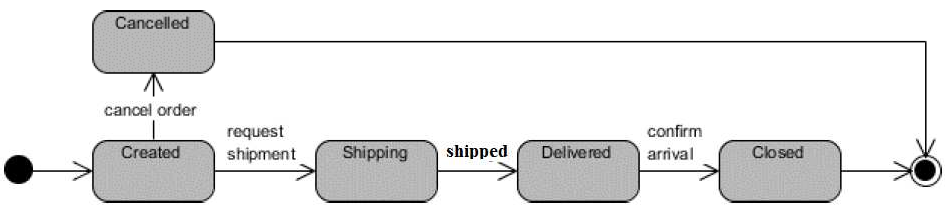 Cancelled
cancel order
Created
request
shipment
Shipping
shipped
Delivered
confirm
arrival
Closed